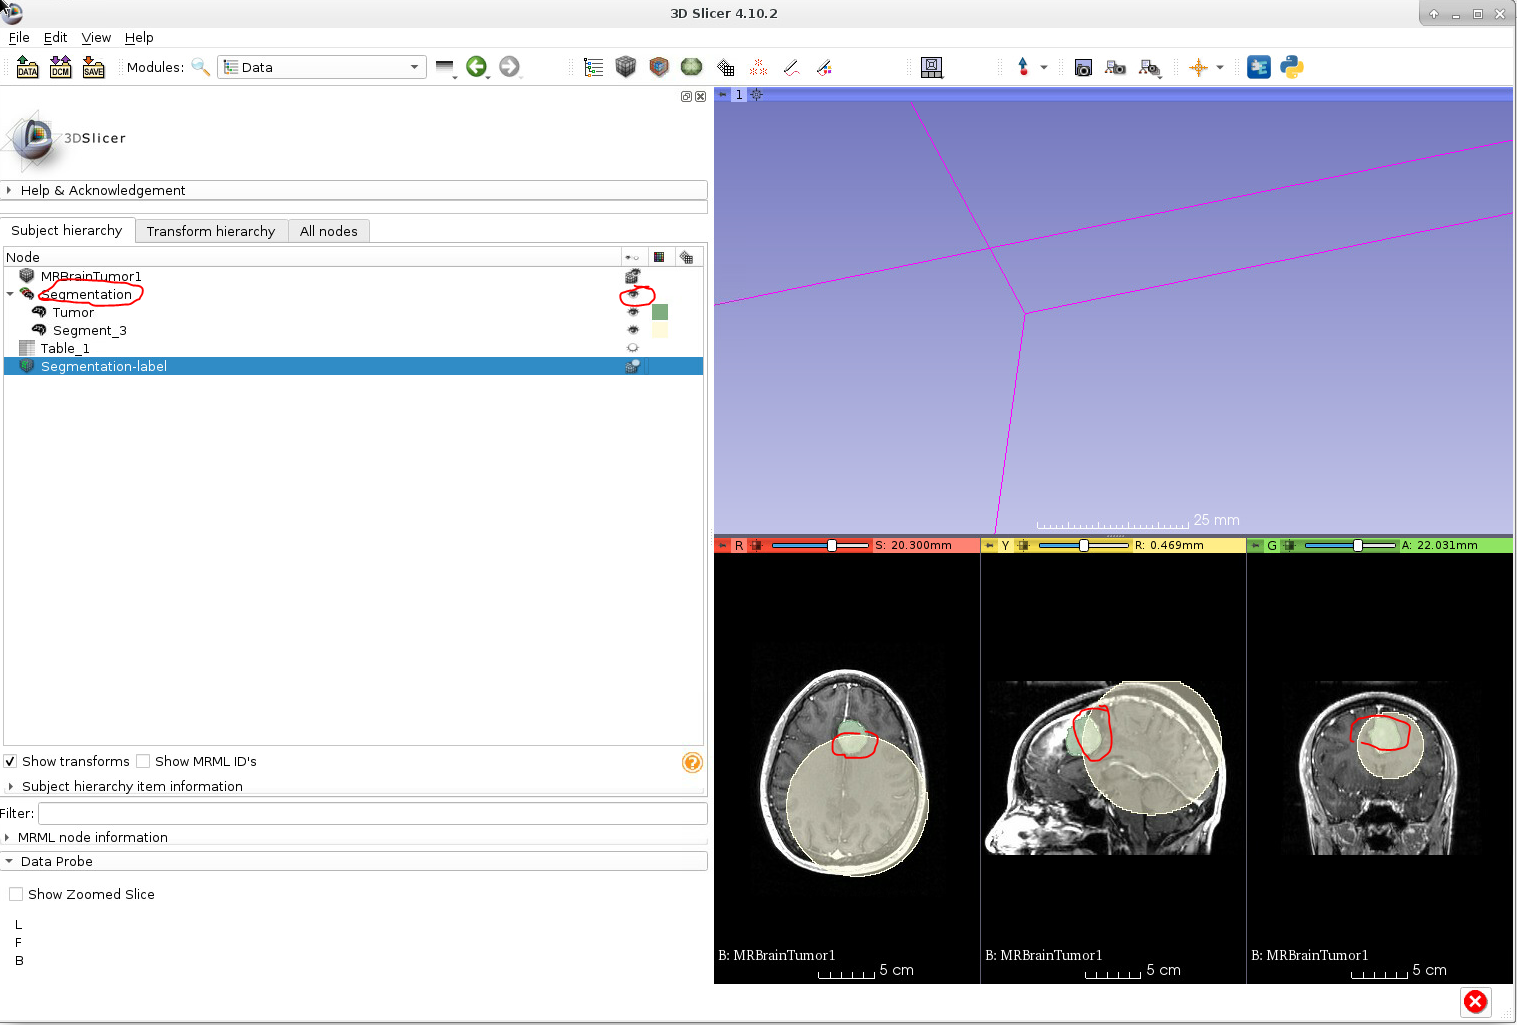 3D Slicer 4.10.2
File Edit View Help
DATA DCM SAVE Modules: Data
1
3DSlicer
Help & Acknowledgement
Subject hierarchy Transform hierarchy All nodes
Node
MRBrainTumor1
Segmentation
Tumor
Segment_3
Table_1
Segmentation-label
25 mm
R S: 20.300mm Y R: 0.469mm G A: 22.031mm
Show transforms Show MRML ID's
Subject hierarchy item information
Filter:
MRML node information
Data Probe
Show Zoomed Slice
L
F
B
B: MRBrainTumor1 B: MRBrainTumor1 B: MRBrainTumor1
5 cm 5 cm 5 cm